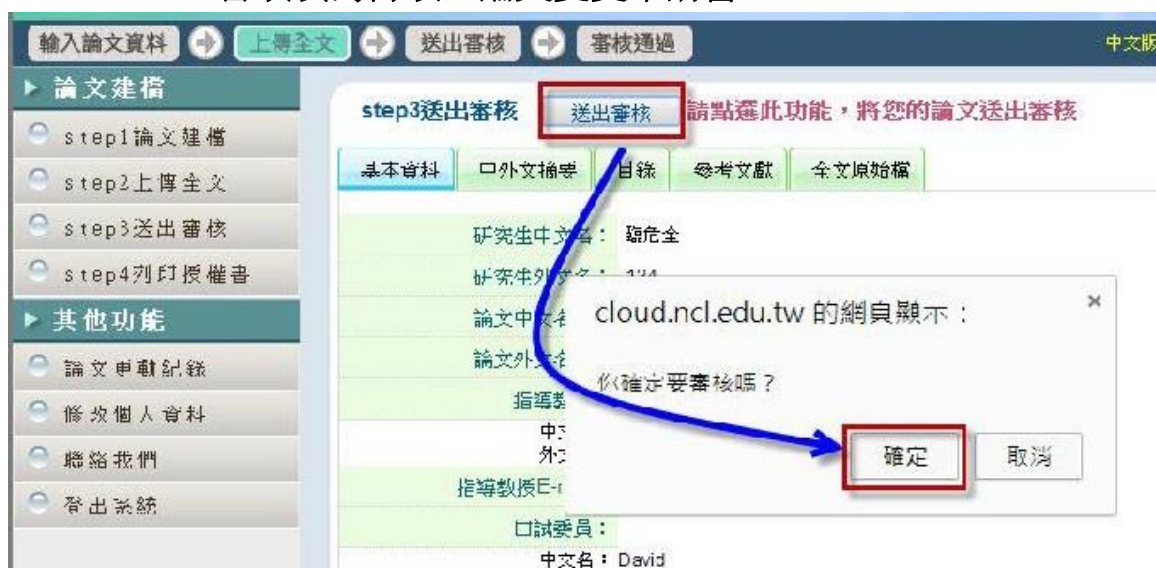 輸入論文資料 上傳全文 送出審核 審核通過 中文版
論文建檔
step1論文建檔
step2上傳全文
step3送出審核
step4列印授權書
其他功能
論文更動紀錄
修改個人資料
聯絡我們
登出系統
step3送出審核 送出審核 請點選此功能,將您的論文送出審核
基本資料 目錄 參考文獻 全文原始檔
研究生中文名:
研究生外文名: 134
論文中文名
論文外文名
指導教
中文
外文
指導教授E-
口試委員:
中文名: David
cloud.ncl.edu.tw 的網頁顯示:
×
你確定要審核嗎?
確定 取消